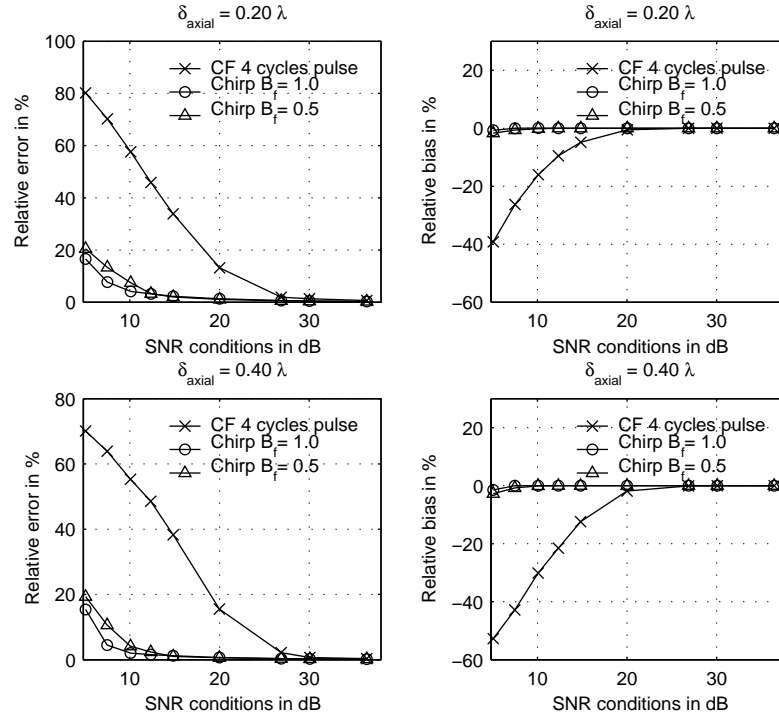 δaxial = 0.20 λ
100
80
60
40
20
0
Relative error in %
CF 4 cycles pulse
Chirp Bf= 1.0
Chirp Bf= 0.5
10 20 30
SNR conditions in dB
δaxial = 0.20 λ
20
0
−20
−40
−60
Relative bias in %
CF 4 cycles pulse
Chirp Bf= 1.0
Chirp Bf= 0.5
10 20 30
SNR conditions in dB
δaxial = 0.40 λ
80
60
40
20
0
Relative error in %
CF 4 cycles pulse
Chirp Bf= 1.0
Chirp Bf= 0.5
10 20 30
SNR conditions in dB
δaxial = 0.40 λ
20
0
−20
−40
−60
Relative bias in %
CF 4 cycles pulse
Chirp Bf= 1.0
Chirp Bf= 0.5
10 20 30
SNR conditions in dB